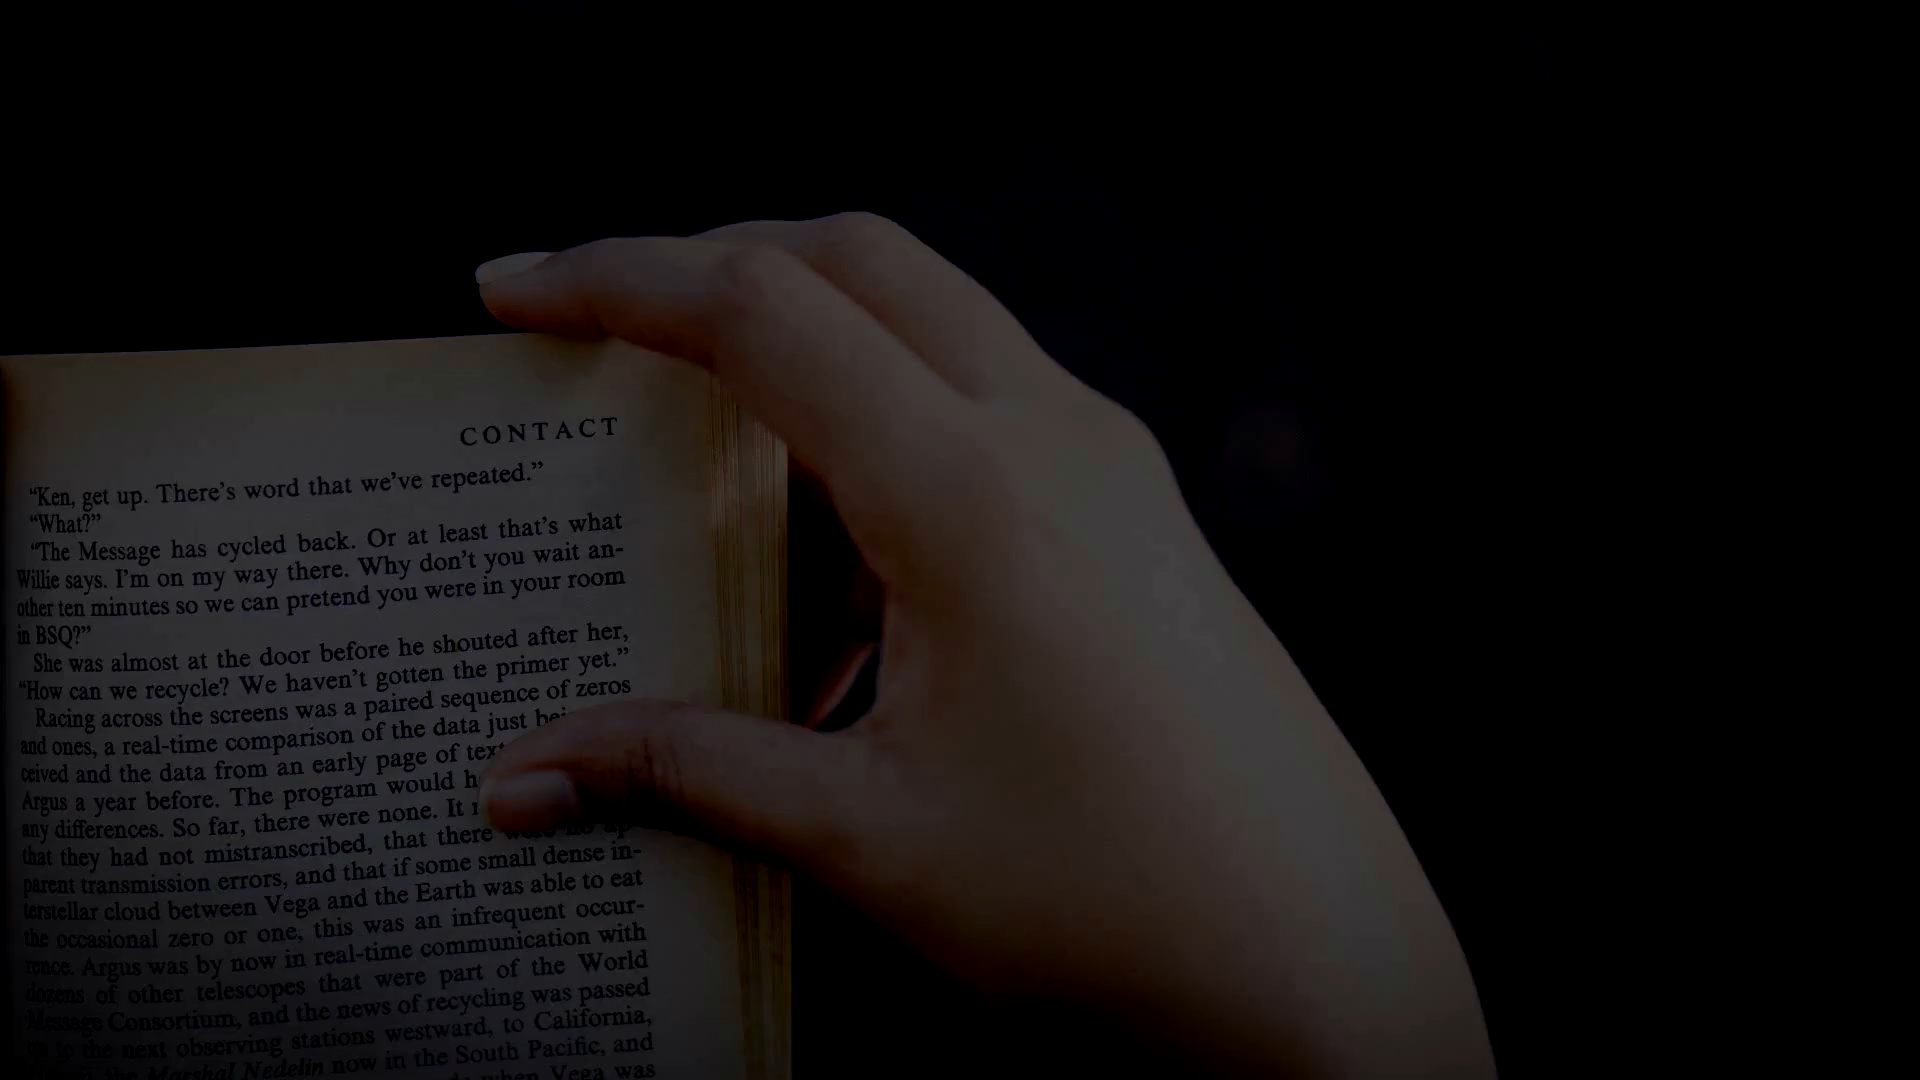 CONTACT
“Ken, get up. There’s word that we’ve repeated.”
“What?”
“The Message has cycled back. Or at least that’s what
Willie says. I’m on my way there. Why don’t you wait an-
other ten minutes so we can pretend you were in your room
in BSQ?”
She was almost at the door before he shouted after her,
“How can we recycle? We haven’t gotten the primer yet.”
Racing across the screens was a paired sequence of zeros
and ones, a real-time comparison of the data just
ceived and the data from an early page of
Argus a year before. The program would
any differences. So far, there were none. It
that they had not mistranscribed, that there were no
parent transmission errors, and that if some small dense in-
terstellar cloud between Vega and the Earth was able to eat
the occasional zero or one, this was an infrequent occur-
rence. Argus was by now in real-time communication with
dozens of other telescopes that were part of the World
Message Consortium, and the news of recycling was passed
on to the next observing stations westward, to California,
the Marshal Nedelin now in the South Pacific, and
when Vega was